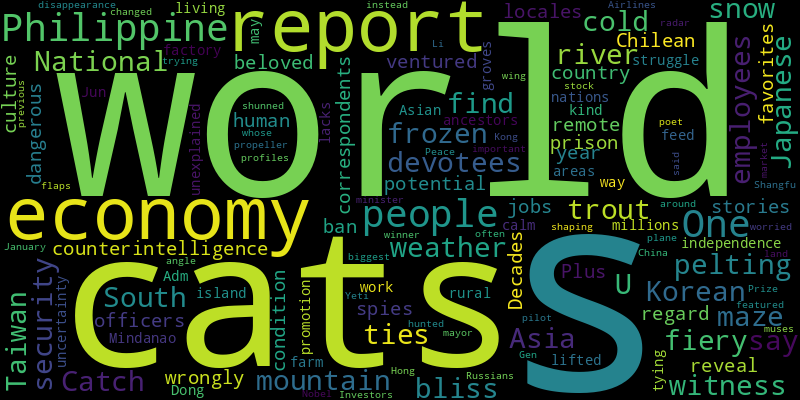 disappearance changed living instead report Airlines locales cold snow
Philippine may factory trying radar
National beloved ventured groves Li river Chilean struggle favorites
culture previous dangerous Jun unexplained world shunned human whose propeller profiles lacks correspondents
Asian find wing stock country nations kind employees Japanese
frozen ancestors Kong remote poet feed
devotees Peace important prison said areas year market
flaps potential way Shangfu
economy people jobs trout millions One stories
ban winner often calm shaping around plane independence worried
January counterintelligence weather Decades China land
angle cats S Plus U pelting
Taiwan security uncertainty Adm South island condition promotion Yeti biggest minister work rural Korean Prize featured
officers spies pilot Asia regard maze
Mindanao ties hunted mayor Gen lifted fiery say muses
Catch wrongly farm Hong Russians tying reveal
Dong mountain Nobel Investors bliss witness